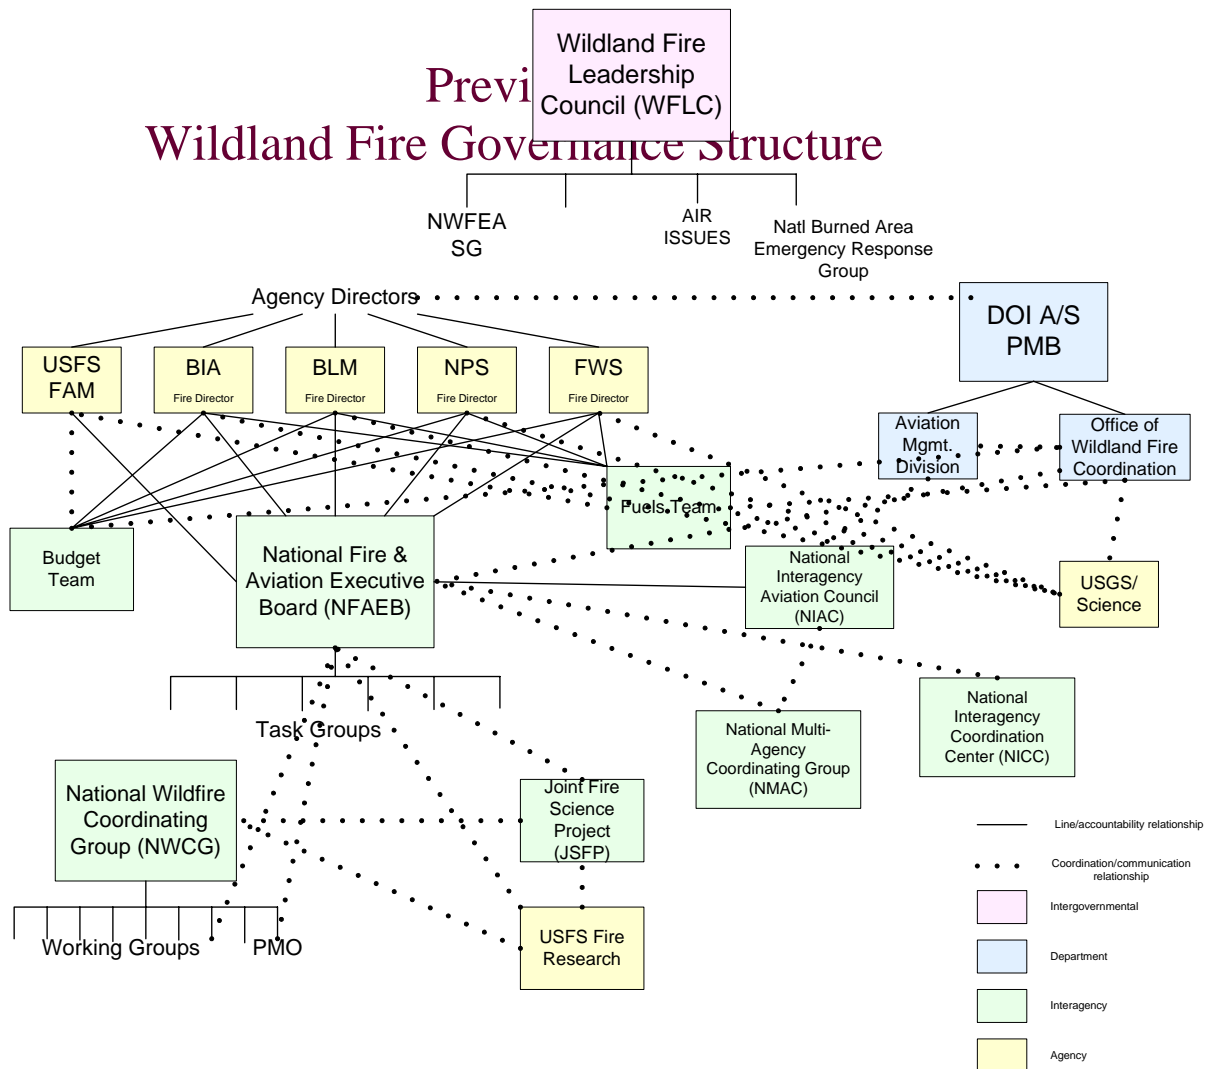 Wildland Fire
Leadership
Council (WFLC)
Previ
Wildland Fire Governance Structure
NWFEA
SG
AIR
ISSUES
Natl Burned Area
Emergency Response
Group
Agency Directors
DOI A/S
PMB
USFS
FAM
BIA
Fire Director
BLM
Fire Director
NPS
Fire Director
FWS
Fire Director
Aviation
Mgmt.
Division
Office of
Wildland Fire
Coordination
Fuels Team
Budget
Team
National Fire &
Aviation Executive
Board (NFAEB)
National
Interagency
Aviation Council
(NIAC)
USGS/
Science
Task Groups
National Multi-
Agency
Coordinating Group
(NMAC)
National
Interagency
Coordination
Center (NICC)
National Wildfire
Coordinating
Group (NWCG)
Joint Fire
Science
Project
(JSFP)
Working Groups
PMO
USFS Fire
Research
Line/accountability relationship
Coordination/communication
relationship
Intergovernmental
Department
Interagency
Agency